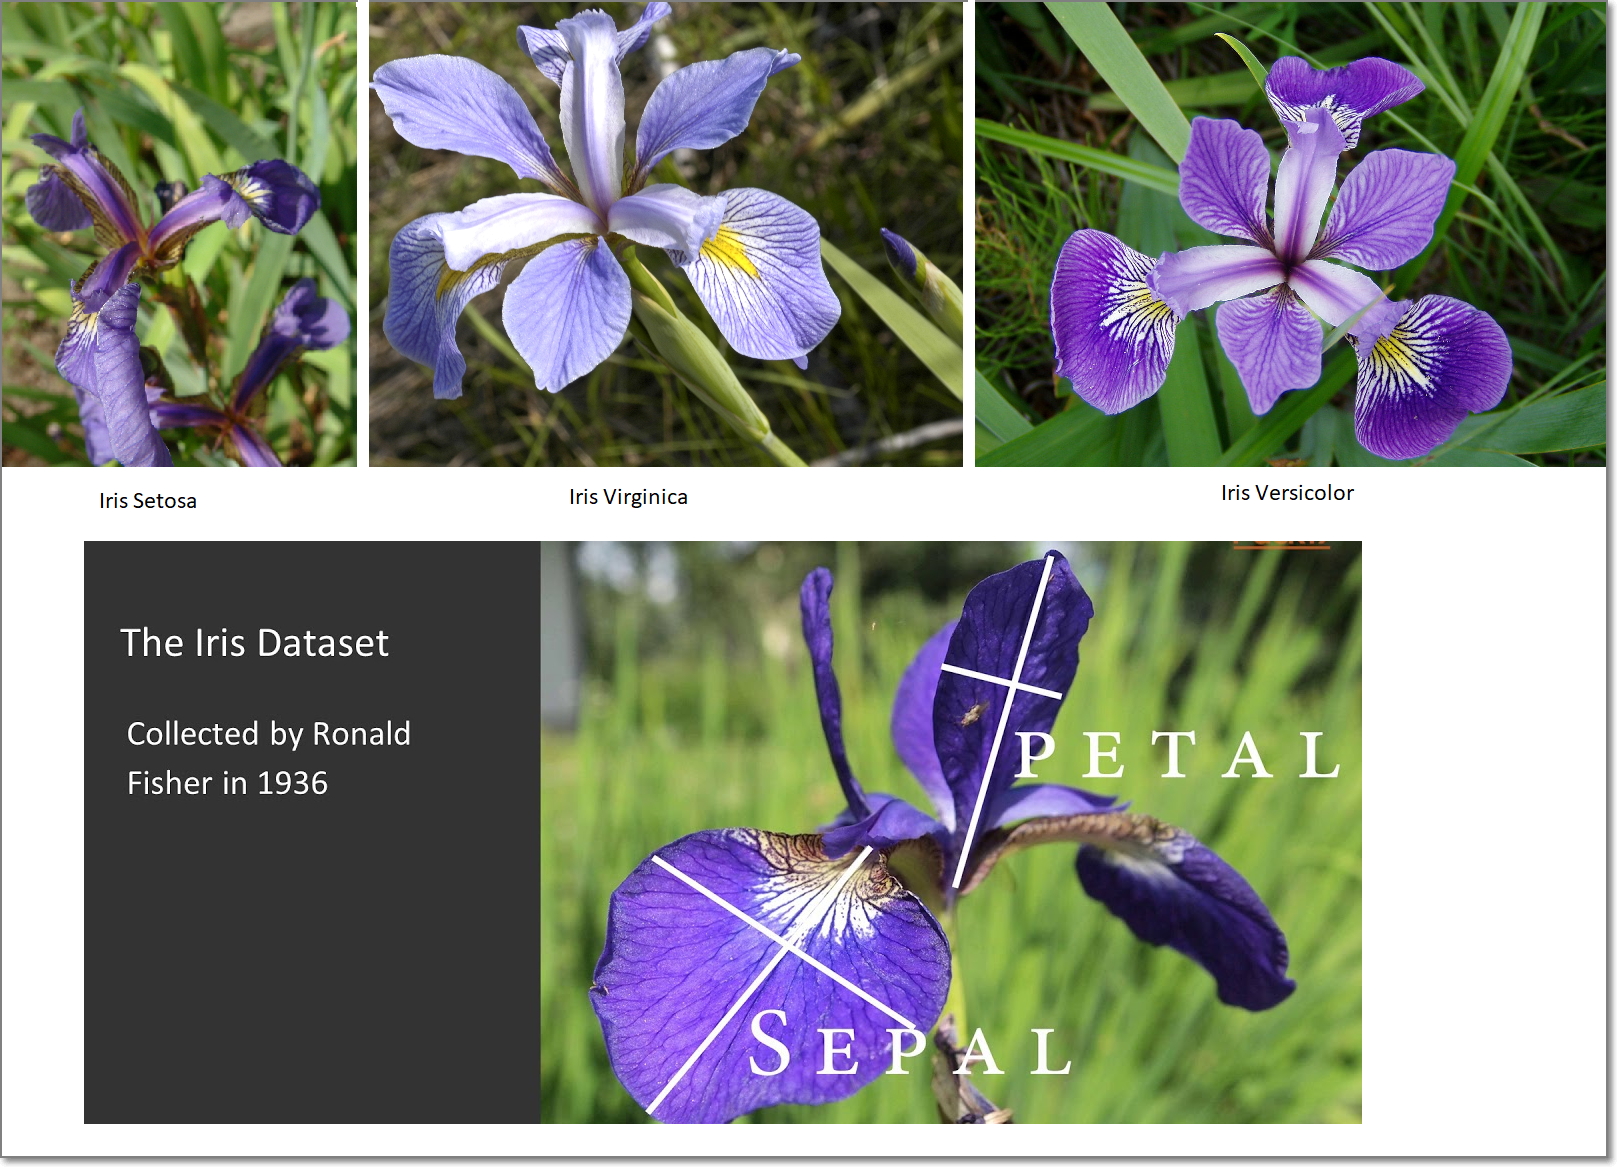 Iris Setosa
Iris Virginica
Iris Versicolor
The Iris Dataset
Collected by Ronald
Fisher in 1936
PETAL
SEPAL